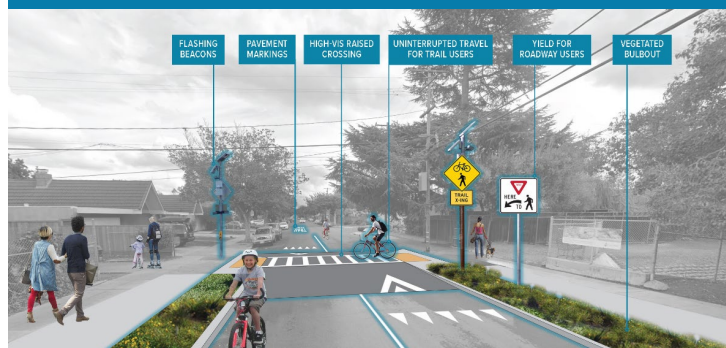 FLASHING
BEACONS
PAVEMENT
MARKINGS
HIGH-VIS RAISED
CROSSING
UNINTERRUPTED TRAVEL
FOR TRAIL USERS
YIELD FOR
ROADWAY USERS
VEGETATED
BULBOUT
TRAIL
X-ING
HERE
TO